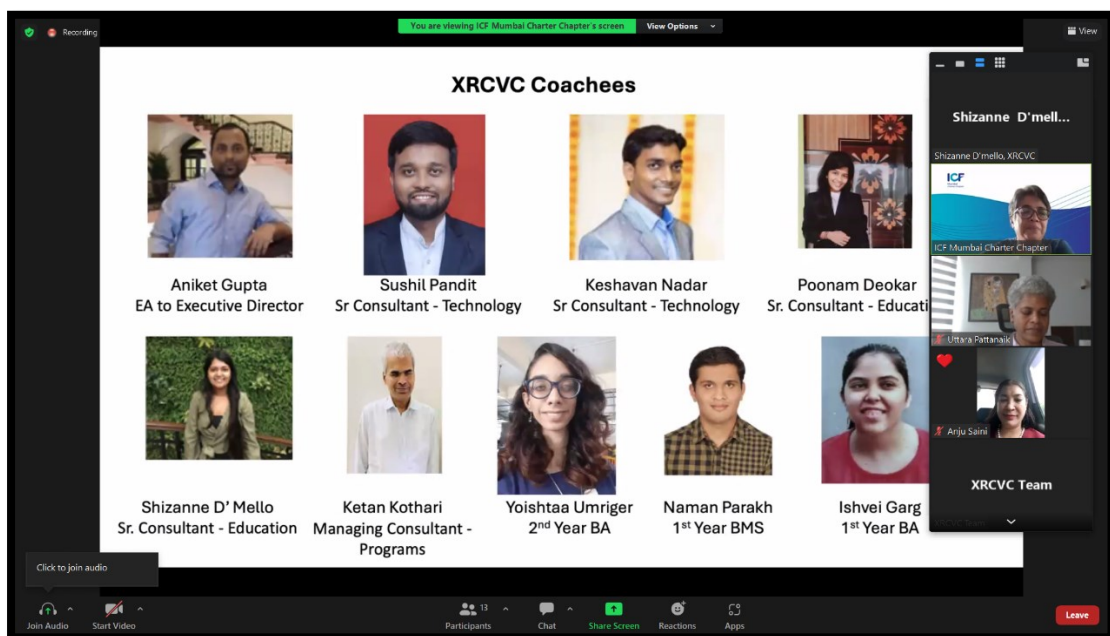 Recording
You are viewing ICF Mumbai Charter Chapter's screen
View Options
View
XRCVC Coachees
Aniket Gupta
EA to Executive Director
Sushil Pandit
Sr Consultant - Technology
Keshavan Nadar
Sr Consultant - Technology
Poonam Deokar
Sr. Consultant - Educati
Shizanne D' Mello
Sr. Consultant - Education
Ketan Kothari
Managing Consultant -
Programs
Yoishtaa Umriger
2nd Year BA
Naman Parakh
1st Year BMS
Ishvei Garg
1st Year BA
Shizanne D'mell...
Shizanne D'mello, XRCVC
ICF
ICF Mumbai Charter Chapter
Uttara Pattanaik
Anju Saini
XRCVC Team
Click to join audio
Join Audio
Start Video
13
Participants
Chat
Share Screen
Reactions
Apps
Leave